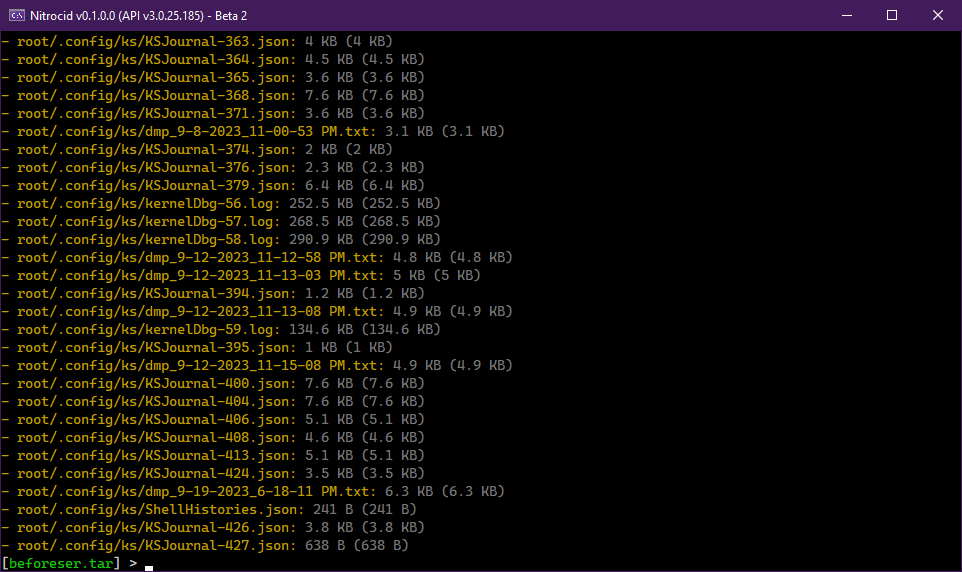 Nitrocid v0.1.0.0 (API v3.0.25.185) - Beta 2
- root/.config/ks/KSJournal-363.json: 4 KB (4 KB)
- root/.config/ks/KSJournal-364.json: 4.5 KB (4.5 KB)
- root/.config/ks/KSJournal-365.json: 3.6 KB (3.6 KB)
- root/.config/ks/KSJournal-368.json: 7.6 KB (7.6 KB)
- root/.config/ks/KSJournal-371.json: 3.6 KB (3.6 KB)
- root/.config/ks/dmp_9-8-2023_11-00-53 PM.txt: 3.1 KB (3.1 KB)
- root/.config/ks/KSJournal-374.json: 2 KB (2 KB)
- root/.config/ks/KSJournal-376.json: 2.3 KB (2.3 KB)
- root/.config/ks/KSJournal-379.json: 6.4 KB (6.4 KB)
- root/.config/ks/kernelDbg-56.log: 252.5 KB (252.5 KB)
- root/.config/ks/kernelDbg-57.log: 268.5 KB (268.5 KB)
- root/.config/ks/kernelDbg-58.log: 290.9 KB (290.9 KB)
- root/.config/ks/dmp_9-12-2023_11-12-58 PM.txt: 4.8 KB (4.8 KB)
- root/.config/ks/dmp_9-12-2023_11-13-03 PM.txt: 5 KB (5 KB)
- root/.config/ks/KSJournal-394.json: 1.2 KB (1.2 KB)
- root/.config/ks/dmp_9-12-2023_11-13-08 PM.txt: 4.9 KB (4.9 KB)
- root/.config/ks/kernelDbg-59.log: 134.6 KB (134.6 KB)
- root/.config/ks/KSJournal-395.json: 1 KB (1 KB)
- root/.config/ks/dmp_9-12-2023_11-15-08 PM.txt: 4.9 KB (4.9 KB)
- root/.config/ks/KSJournal-400.json: 7.6 KB (7.6 KB)
- root/.config/ks/KSJournal-404.json: 7.6 KB (7.6 KB)
- root/.config/ks/KSJournal-406.json: 5.1 KB (5.1 KB)
- root/.config/ks/KSJournal-408.json: 4.6 KB (4.6 KB)
- root/.config/ks/KSJournal-413.json: 5.1 KB (5.1 KB)
- root/.config/ks/KSJournal-424.json: 3.5 KB (3.5 KB)
- root/.config/ks/dmp_9-19-2023_6-18-11 PM.txt: 6.3 KB (6.3 KB)
- root/.config/ks/ShellHistories.json: 241 B (241 B)
- root/.config/ks/KSJournal-426.json: 3.8 KB (3.8 KB)
- root/.config/ks/KSJournal-427.json: 638 B (638 B)
[beforeser.tar] >